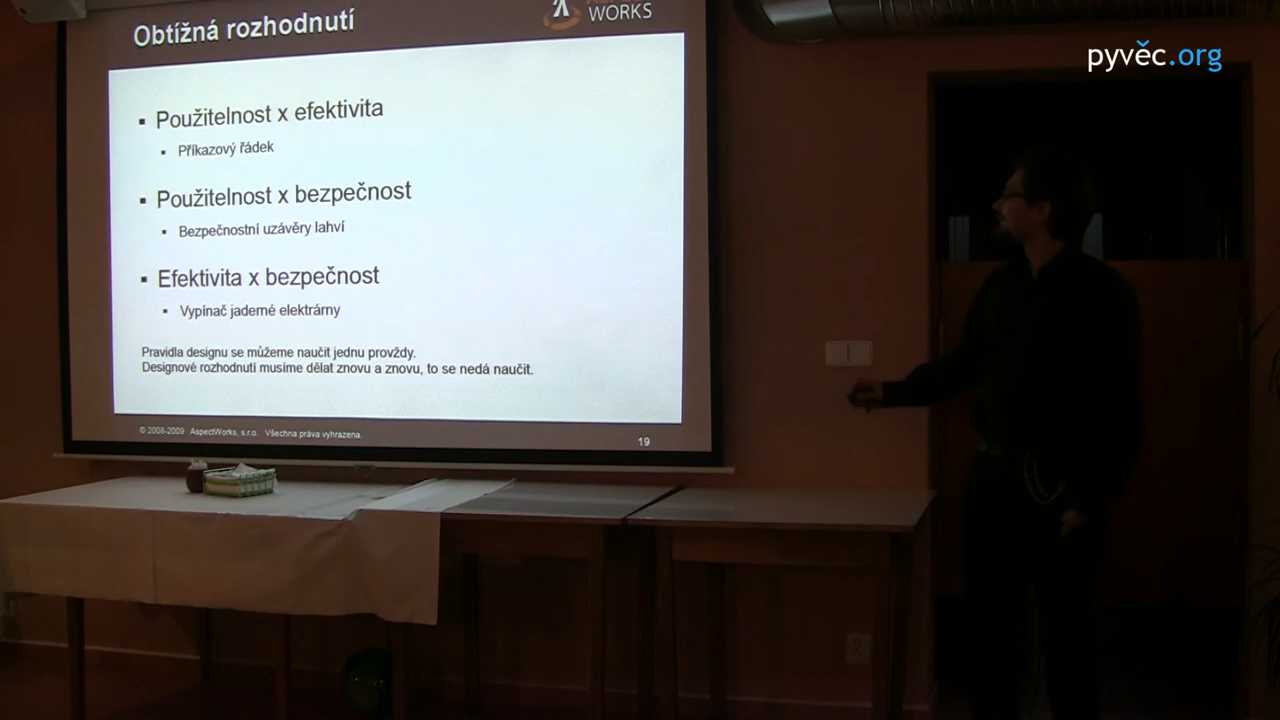 Obtížná rozhodnutí
WORKS
pyvěc.org
▪ Použitelnost x efektivita
▪ Příkazový řádek
▪ Použitelnost x bezpečnost
▪ Bezpečnostní uzávěry lahví
▪ Efektivita x bezpečnost
▪ Vypínač jaderné elektrárny
Pravidla designu se můžeme naučit jednu provždy.
Designové rozhodnutí musíme dělat znovu a znovu, to se nedá naučit.
© 2008-2009 AspectWorks, s.r.o. Všechna práva vyhrazena.
19